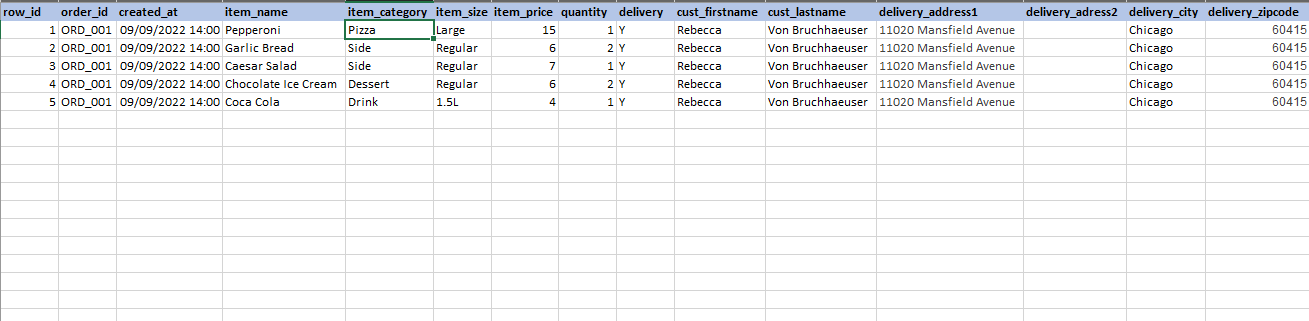 row_id order_id created_at item_name item_category item_size item_price quantity delivery cust_firstname cust_lastname delivery_address1 delivery_adress2 delivery_city delivery_zipcode
1 ORD_001 09/09/2022 14:00 Pepperoni Pizza Large 15 1 Y Rebecca Von Bruchhaeuser 11020 Mansfield Avenue Chicago 60415
2 ORD_001 09/09/2022 14:00 Garlic Bread Side Regular 6 2 Y Rebecca Von Bruchhaeuser 11020 Mansfield Avenue Chicago 60415
3 ORD_001 09/09/2022 14:00 Caesar Salad Side Regular 7 1 Y Rebecca Von Bruchhaeuser 11020 Mansfield Avenue Chicago 60415
4 ORD_001 09/09/2022 14:00 Chocolate Ice Cream Dessert Regular 6 2 Y Rebecca Von Bruchhaeuser 11020 Mansfield Avenue Chicago 60415
5 ORD_001 09/09/2022 14:00 Coca Cola Drink 1.5L 4 1 Y Rebecca Von Bruchhaeuser 11020 Mansfield Avenue Chicago 60415